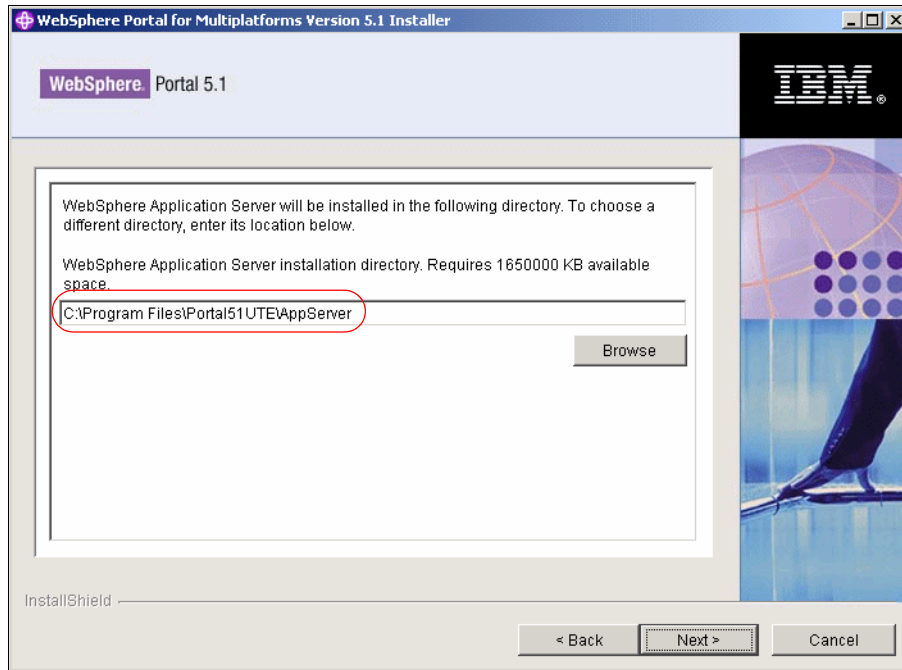 WebSphere Portal for Multiplatforms Version 5.1 Installer
WebSphere. Portal 5.1
IBM®
WebSphere Application Server will be installed in the following directory. To choose a
different directory, enter its location below.
WebSphere Application Server installation directory. Requires 1650000 KB available
space.
C:\Program Files\Portal51UTE\AppServer
Browse
InstallShield
< Back
Next >
Cancel